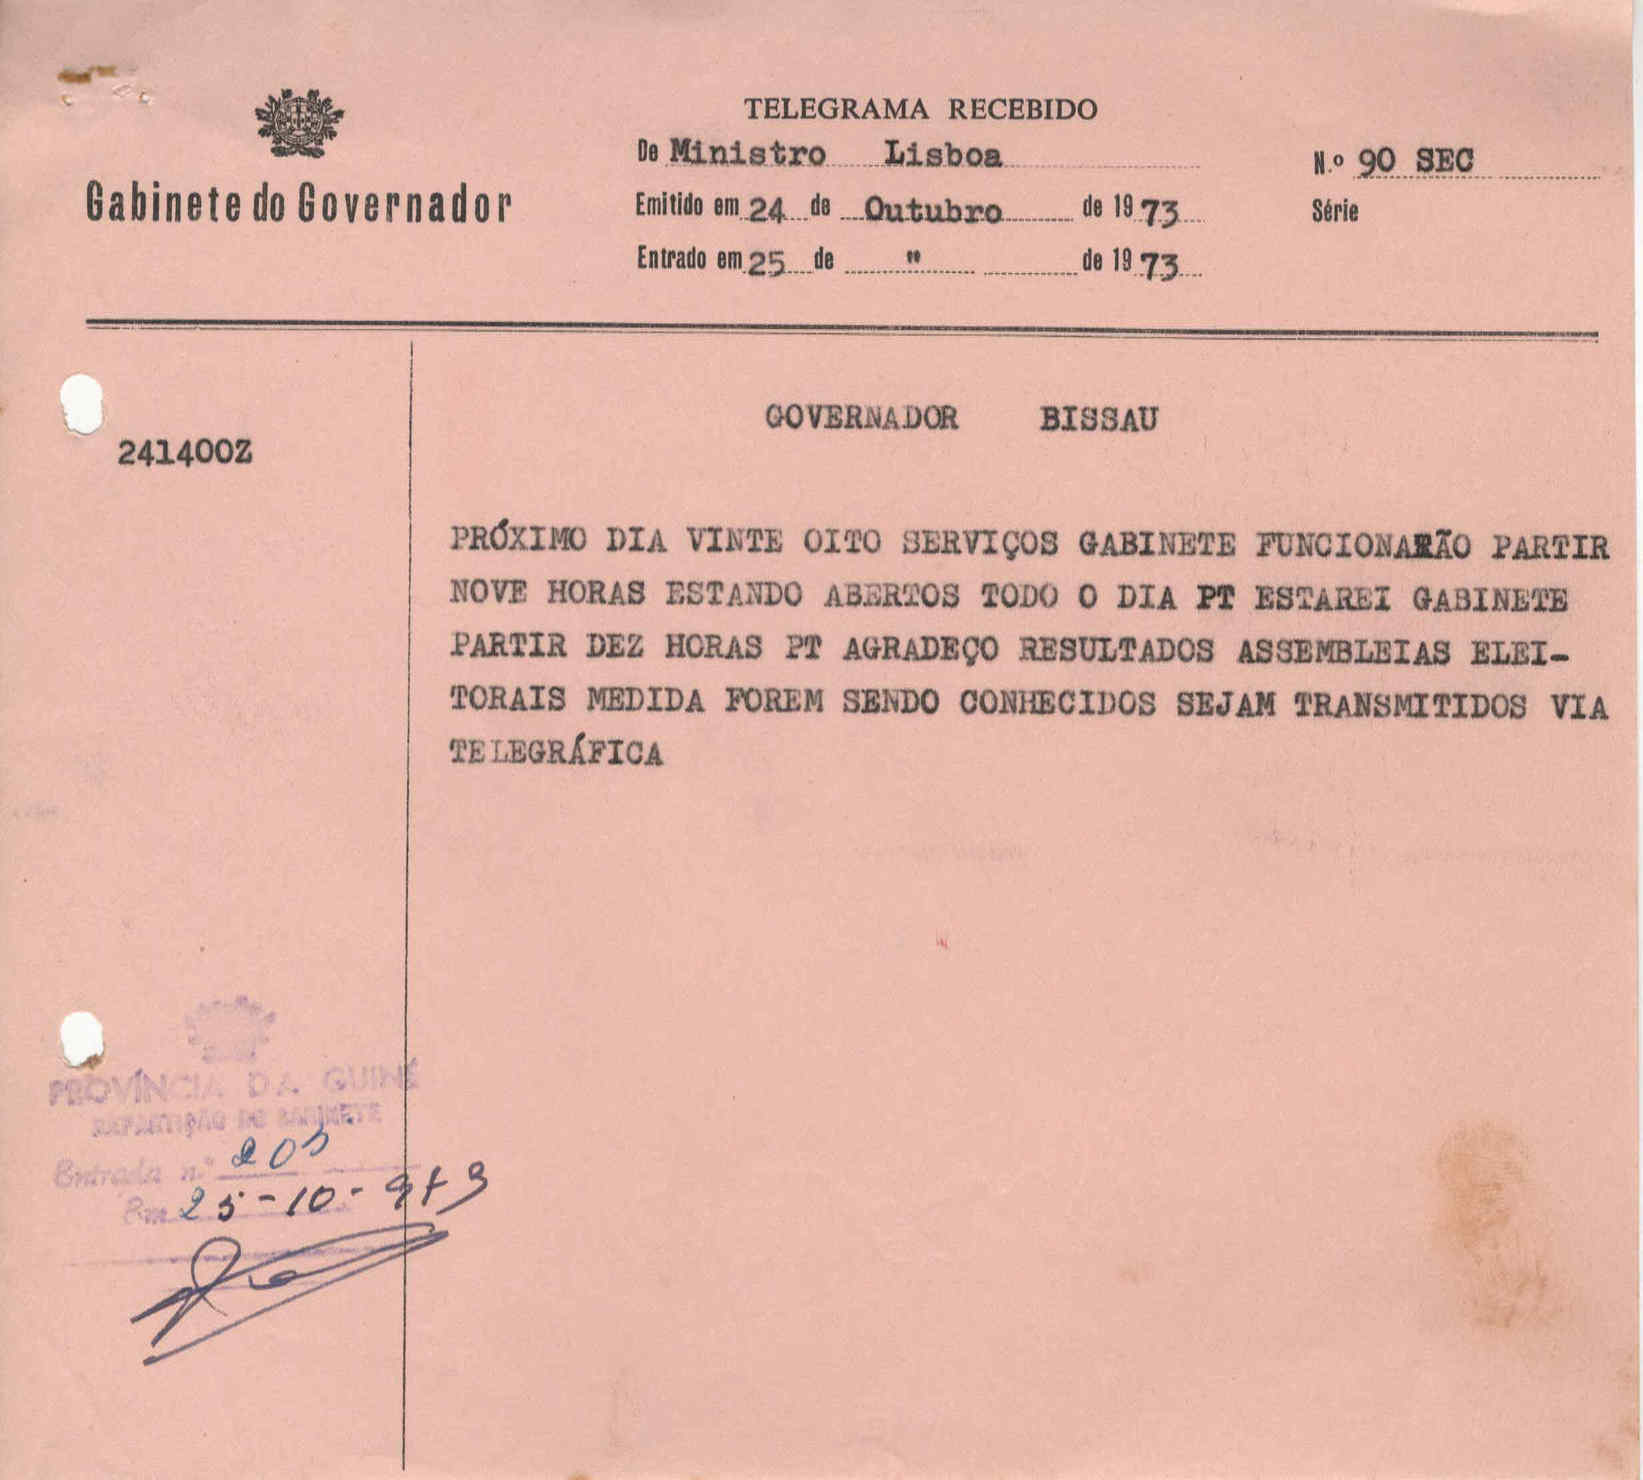 TELEGRAMA RECEBIDO
De Ministro Lisboa
N.º 90 SEC
Gabinete do Governador
Emitido em 24 de Outubro de 1973
Série
Entrado em 25 de " de 1973
GOVERNADOR BISSAU
241400Z
PRÓXIMO DIA VINTE OITO SERVIÇOS GABINETE FUNCIONARÃO PARTIR
NOVE HORAS ESTANDO ABERTOS TODO O DIA PT ESTAREI GABINETE
PARTIR DEZ HORAS PT AGRADEÇO RESULTADOS ASSEMBLEIAS ELEI-
TORAIS MEDIDA FOREM SENDO CONHECIDOS SEJAM TRANSMITIDOS VIA
TELEGRÁFICA
PROVÍNCIA DA GUINÉ
REPARTIÇÃO DO GABINETE
Entrada n.º
Em 25-10-973